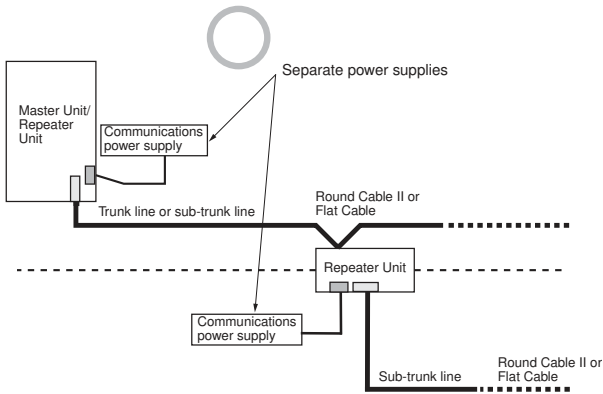 Separate power supplies
Master Unit/
Repeater
Unit
Communications
power supply
Trunk line or sub-trunk line
Round Cable II or
Flat Cable
Repeater Unit
Communications
power supply
Sub-trunk line
Round Cable II or
Flat Cable